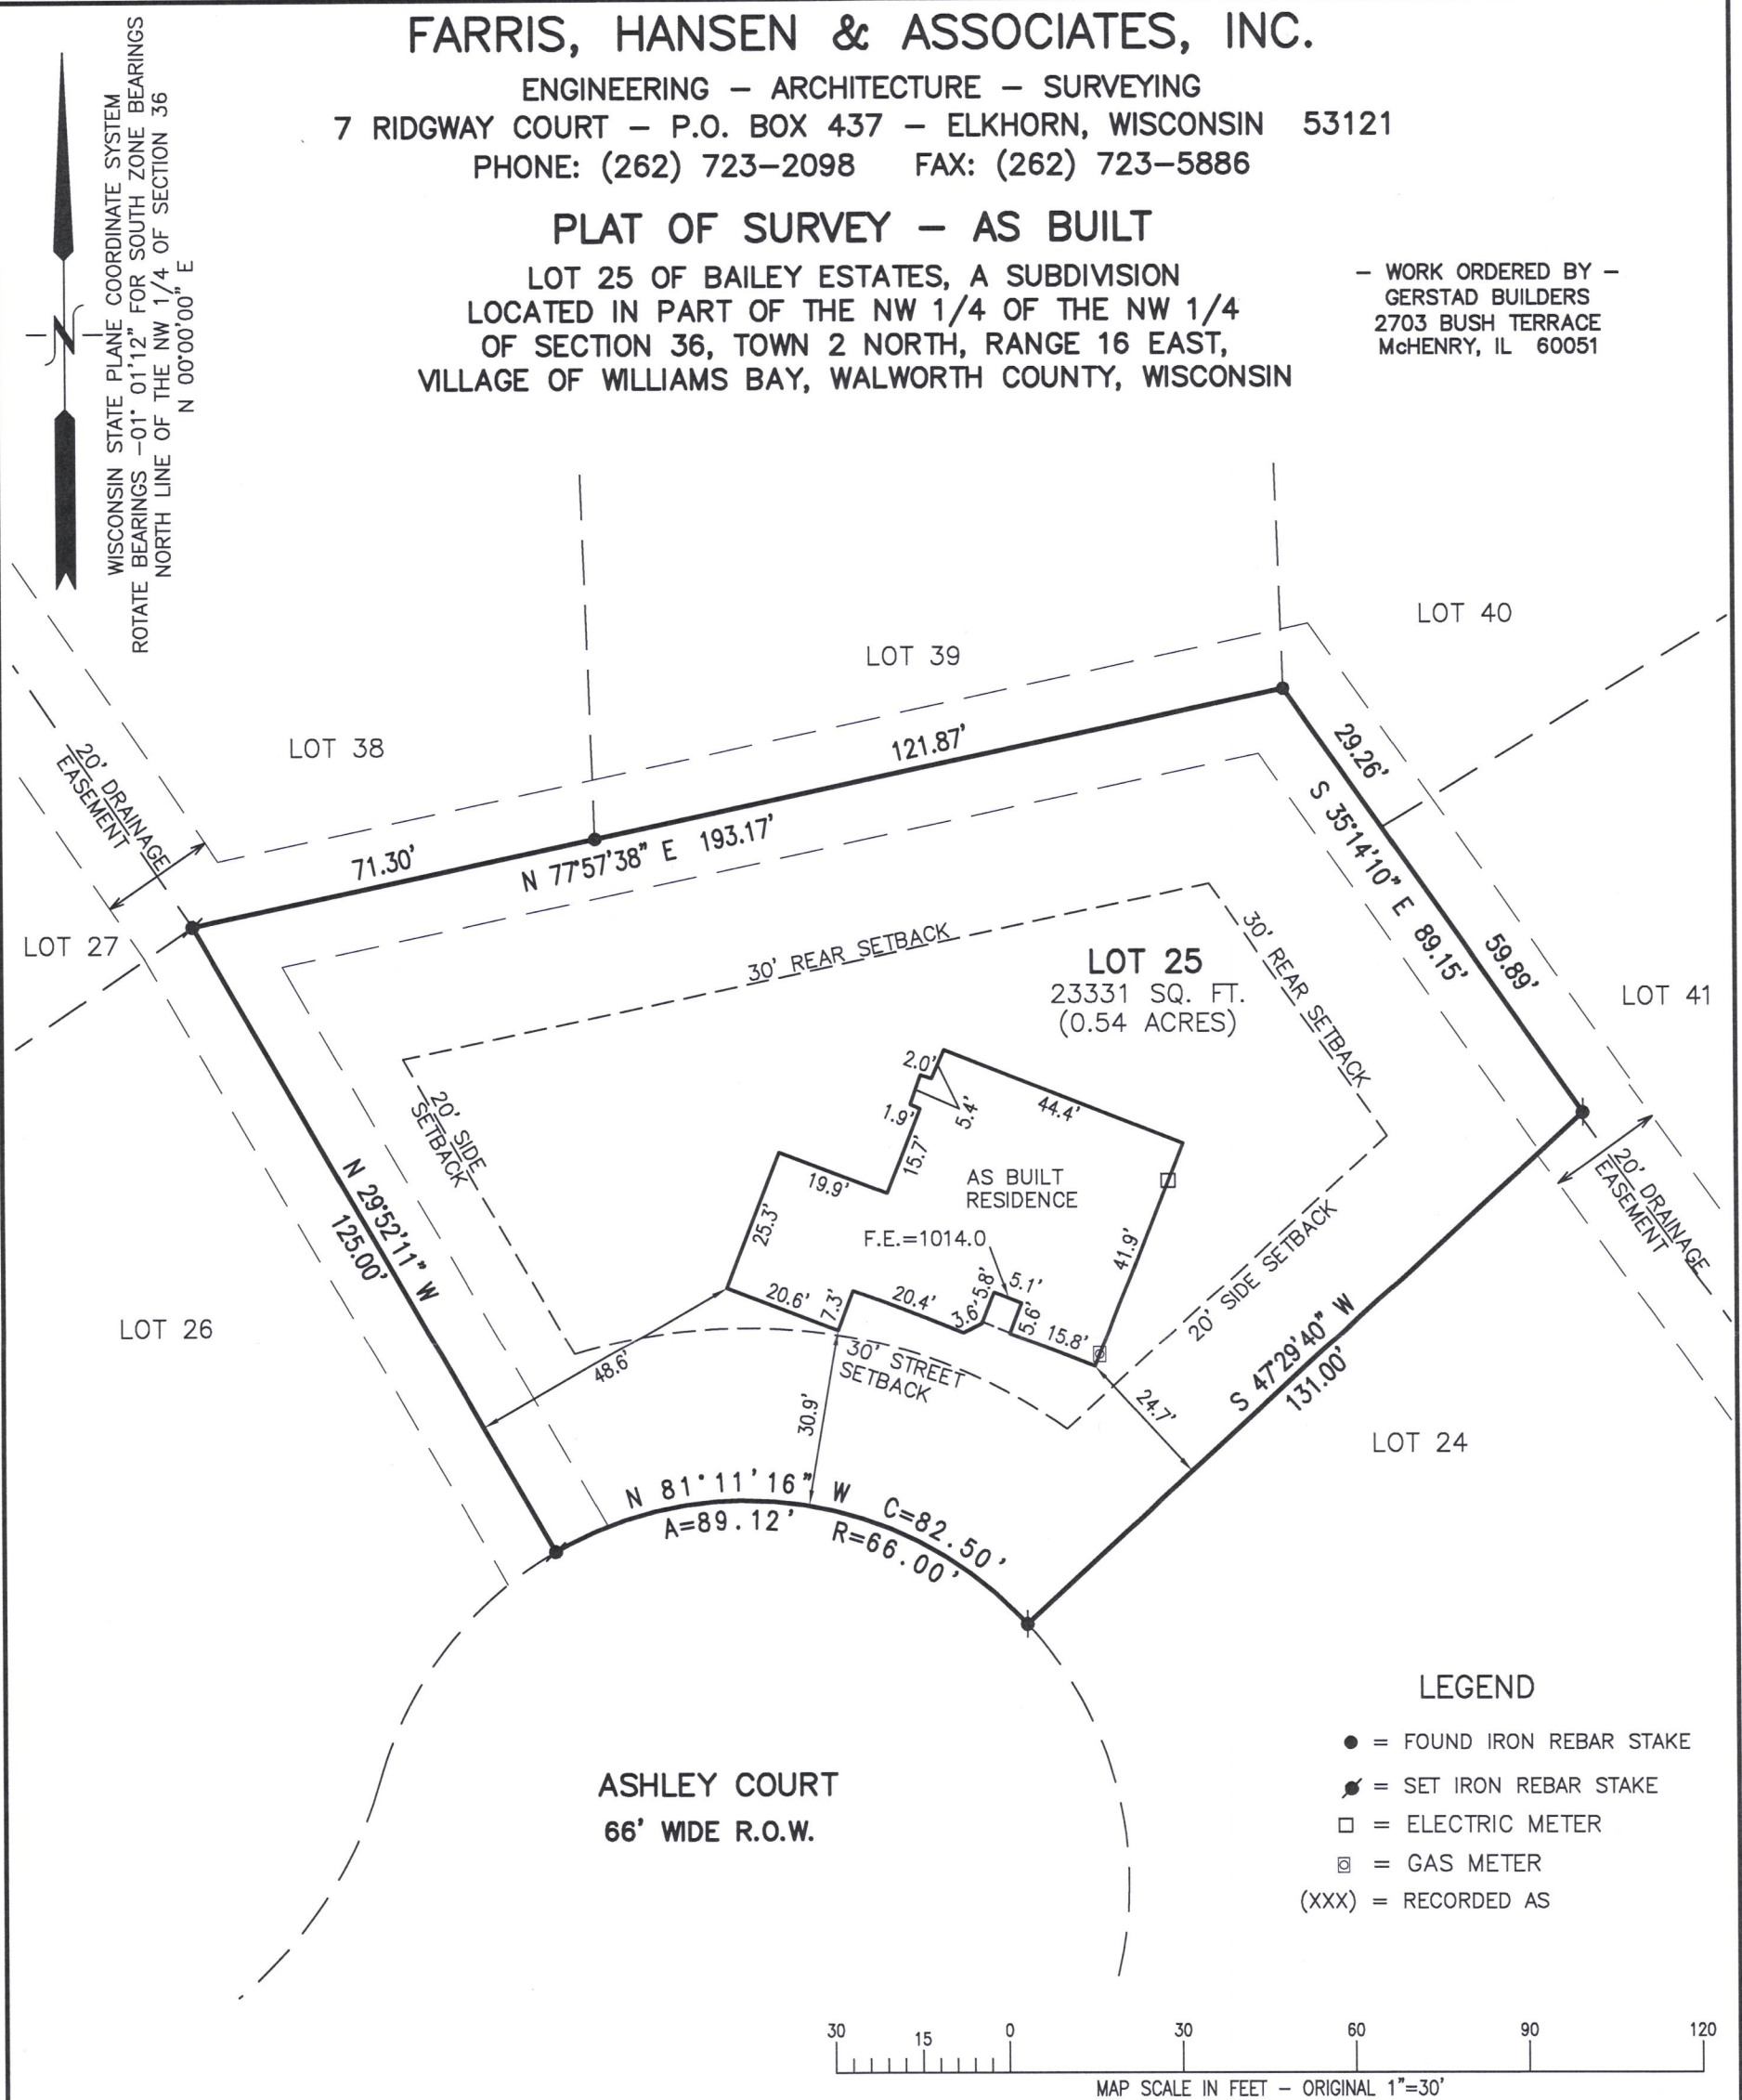 FARRIS, HANSEN & ASSOCIATES, INC.
ENGINEERING – ARCHITECTURE – SURVEYING
7 RIDGWAY COURT – P.O. BOX 437 – ELKHORN, WISCONSIN 53121
PHONE: (262) 723–2098 FAX: (262) 723–5886
PLAT OF SURVEY – AS BUILT
LOT 25 OF BAILEY ESTATES, A SUBDIVISION
LOCATED IN PART OF THE NW 1/4 OF THE NW 1/4
OF SECTION 36, TOWN 2 NORTH, RANGE 16 EAST,
VILLAGE OF WILLIAMS BAY, WALWORTH COUNTY, WISCONSIN
– WORK ORDERED BY –
GERSTAD BUILDERS
2703 BUSH TERRACE
McHENRY, IL 60051
N
WISCONSIN STATE PLANE COORDINATE SYSTEM
ROTATE BEARINGS –01° 01'12" FOR SOUTH ZONE BEARINGS
NORTH LINE OF THE NW 1/4 OF SECTION 36
N 00°00'00" E
LOT 40
LOT 39
LOT 38
20' DRAINAGE
EASEMENT
121.87'
29.26'
71.30'
N 77°57'38" E 193.17'
S 35°14'10" E 89.15'
59.89'
LOT 27
30' REAR SETBACK
30' REAR SETBACK
LOT 25
23331 SQ. FT.
(0.54 ACRES)
LOT 41
2.0'
1.9'
5.4'
44.4'
15.7'
20' SIDE
SETBACK
19.9'
AS BUILT
RESIDENCE
25.3'
F.E.=1014.0
41.9'
20' DRAINAGE
EASEMENT
N 29°52'11" W
125.00'
20.6'
7.3'
20.4'
3.6'
5.8'
5.1'
5.6'
15.8'
20' SIDE SETBACK
LOT 26
48.6'
30' STREET
SETBACK
30.9'
24.7'
S 47°29'40" W
131.00'
LOT 24
N 81°11'16" W C=82.50'
A=89.12' R=66.00'
ASHLEY COURT
66' WIDE R.O.W.
LEGEND
= FOUND IRON REBAR STAKE
= SET IRON REBAR STAKE
= ELECTRIC METER
= GAS METER
(XXX) = RECORDED AS
30 15 0 30 60 90 120
MAP SCALE IN FEET – ORIGINAL 1"=30'